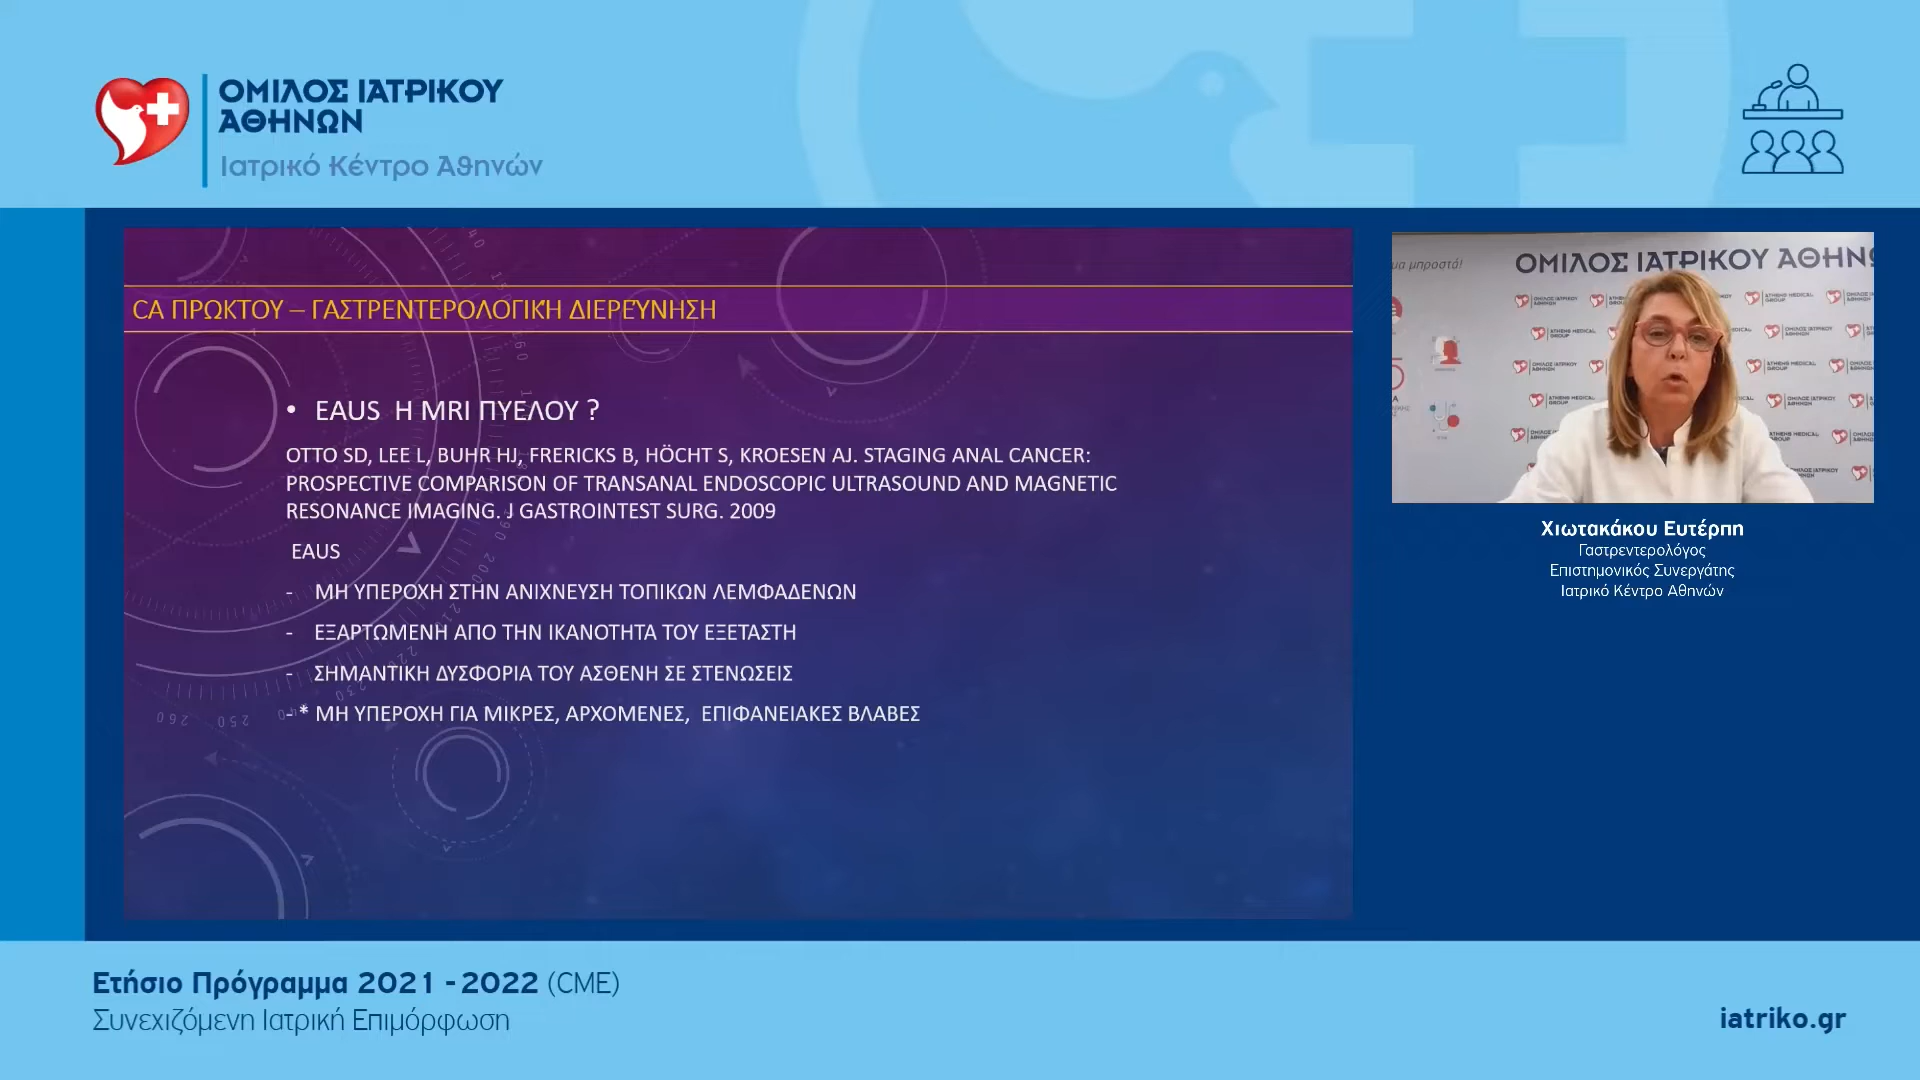 ΟΜΙΛΟΣ ΙΑΤΡΙΚΟΥ
ΑΘΗΝΩΝ
Ιατρικό Κέντρο Αθηνών
CA ΠΡΩΚΤΟΥ – ΓΑΣΤΡΕΝΤΕΡΟΛΟΓΙΚΉ ΔΙΕΡΕΎΝΗΣΗ
• EAUS Η MRI ΠΥΕΛΟΥ ?
OTTO SD, LEE L, BUHR HJ, FRERICKS B, HÖCHT S, KROESEN AJ. STAGING ANAL CANCER:
PROSPECTIVE COMPARISON OF TRANSANAL ENDOSCOPIC ULTRASOUND AND MAGNETIC
RESONANCE IMAGING. J GASTROINTEST SURG. 2009
EAUS
- ΜΗ ΥΠΕΡΟΧΗ ΣΤΗΝ ΑΝΙΧΝΕΥΣΗ ΤΟΠΙΚΩΝ ΛΕΜΦΑΔΕΝΩΝ
- ΕΞΑΡΤΩΜΕΝΗ ΑΠΟ ΤΗΝ ΙΚΑΝΟΤΗΤΑ ΤΟΥ ΕΞΕΤΑΣΤΗ
- ΣΗΜΑΝΤΙΚΗ ΔΥΣΦΟΡΙΑ ΤΟΥ ΑΣΘΕΝΗ ΣΕ ΣΤΕΝΩΣΕΙΣ
- * ΜΗ ΥΠΕΡΟΧΗ ΓΙΑ ΜΙΚΡΕΣ, ΑΡΧΟΜΕΝΕΣ, ΕΠΙΦΑΝΕΙΑΚΕΣ ΒΛΑΒΕΣ
μπροστά!
ΟΜΙΛΟΣ ΙΑΤΡΙΚΟΥ ΑΘΗΝΩ
Χιωτακάκου Ευτέρπη
Γαστρεντερολόγος
Επιστημονικός Συνεργάτης
Ιατρικό Κέντρο Αθηνών
Ετήσιο Πρόγραμμα 2021 - 2022 (CME)
Συνεχιζόμενη Ιατρική Επιμόρφωση
iatriko.gr